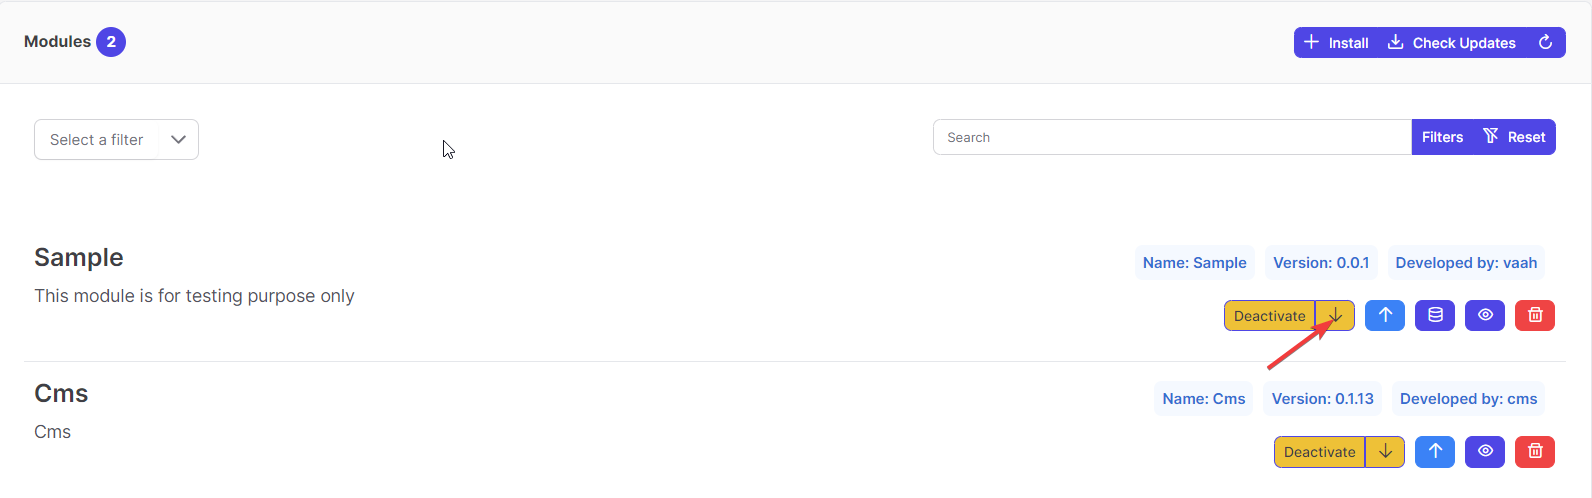 Modules 2
Install Check Updates
Select a filter
Search Filters Reset
Sample
Name: Sample Version: 0.0.1 Developed by: vaah
This module is for testing purpose only
Deactivate
Cms
Name: Cms Version: 0.1.13 Developed by: cms
Cms
Deactivate